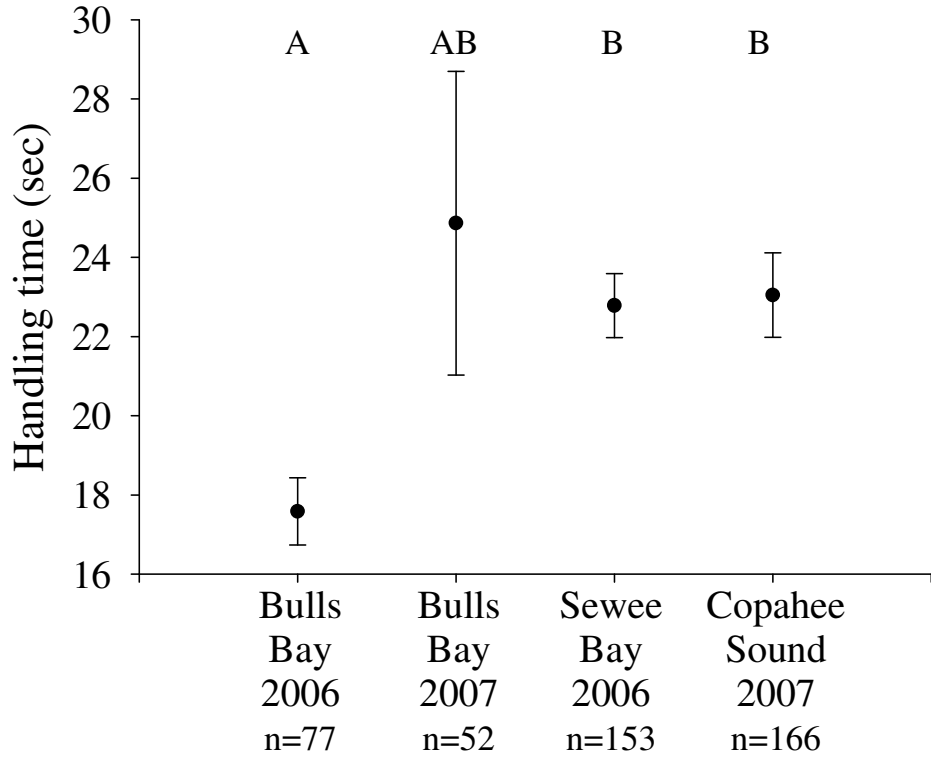 A AB B B
30
28
26
24
22
20
18
16
Handling time (sec)
Bulls Bulls Sewee Copahee
Bay Bay Bay Sound
2006 2007 2006 2007
n=77 n=52 n=153 n=166